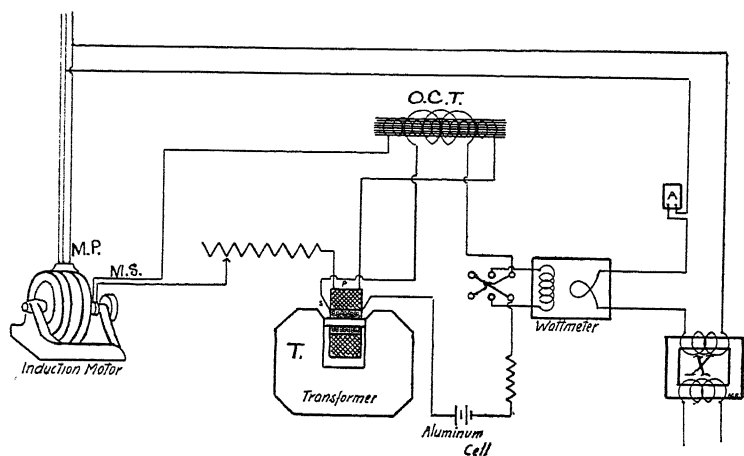 O.C.T.
A
M.P.
M.S.
P
S
Wattmeter
X
T.
Induction Motor
Transformer
Aluminum
Cell